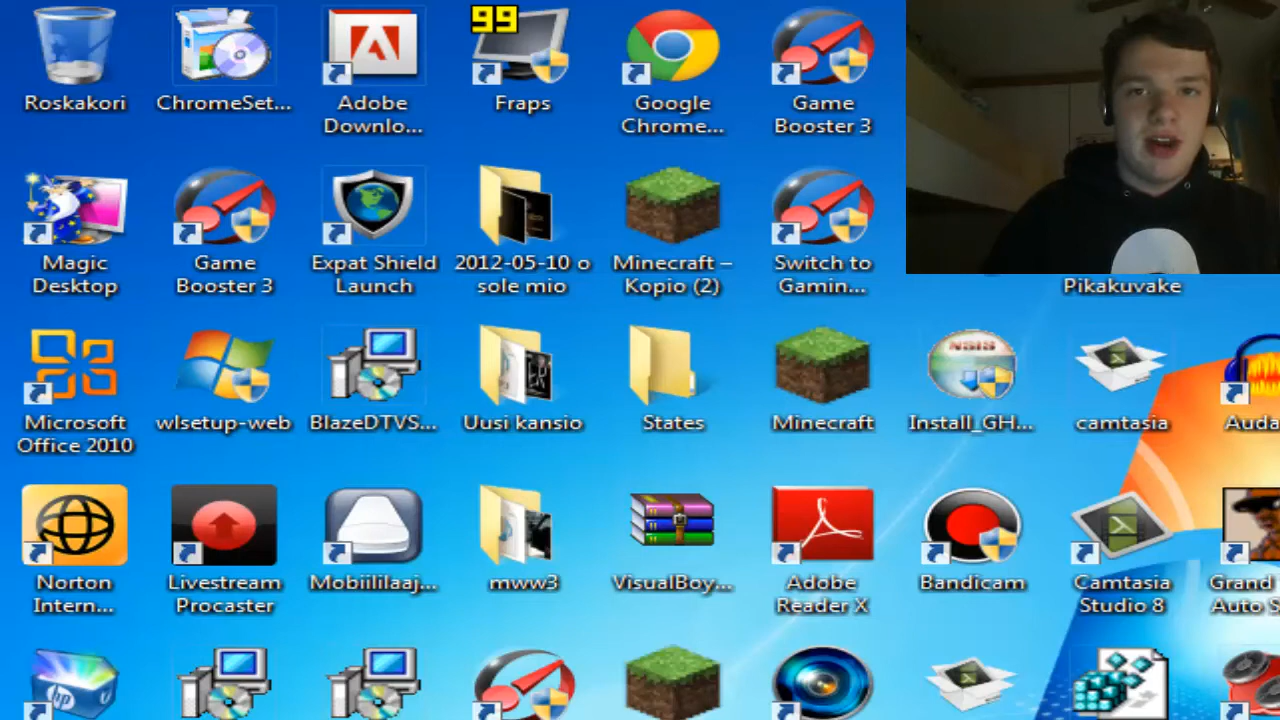 99
Roskakori
ChromeSet...
Adobe
Downlo...
Fraps
Google
Chrome...
Game
Booster 3
Magic
Desktop
Game
Booster 3
Expat Shield
Launch
2012-05-10 o
sole mio
Minecraft –
Kopio (2)
Switch to
Gamin...
Pikakuvake
Microsoft
Office 2010
wlsetup-web
BlazeDTVS...
Uusi kansio
States
Minecraft
NSIS
Install_GH...
camtasia
Auda
Norton
Intern...
Livestream
Procaster
Mobiililaaj...
mww3
VisualBoy...
Adobe
Reader X
Bandicam
Camtasia
Studio 8
Grand
Auto S
hp